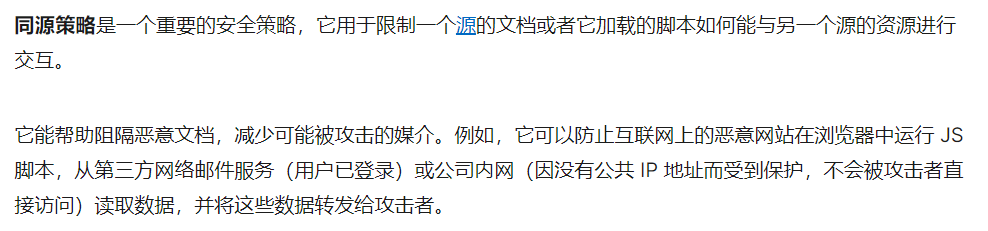 同源策略是一个重要的安全策略，它用于限制一个源的文档或者它加载的脚本如何能与另一个源的资源进行
交互。
它能帮助阻隔恶意文档，减少可能被攻击的媒介。例如，它可以防止互联网上的恶意网站在浏览器中运行 JS
脚本，从第三方网络邮件服务（用户已登录）或公司内网（因没有公共 IP 地址而受到保护，不会被攻击者直
接访问）读取数据，并将这些数据转发给攻击者。